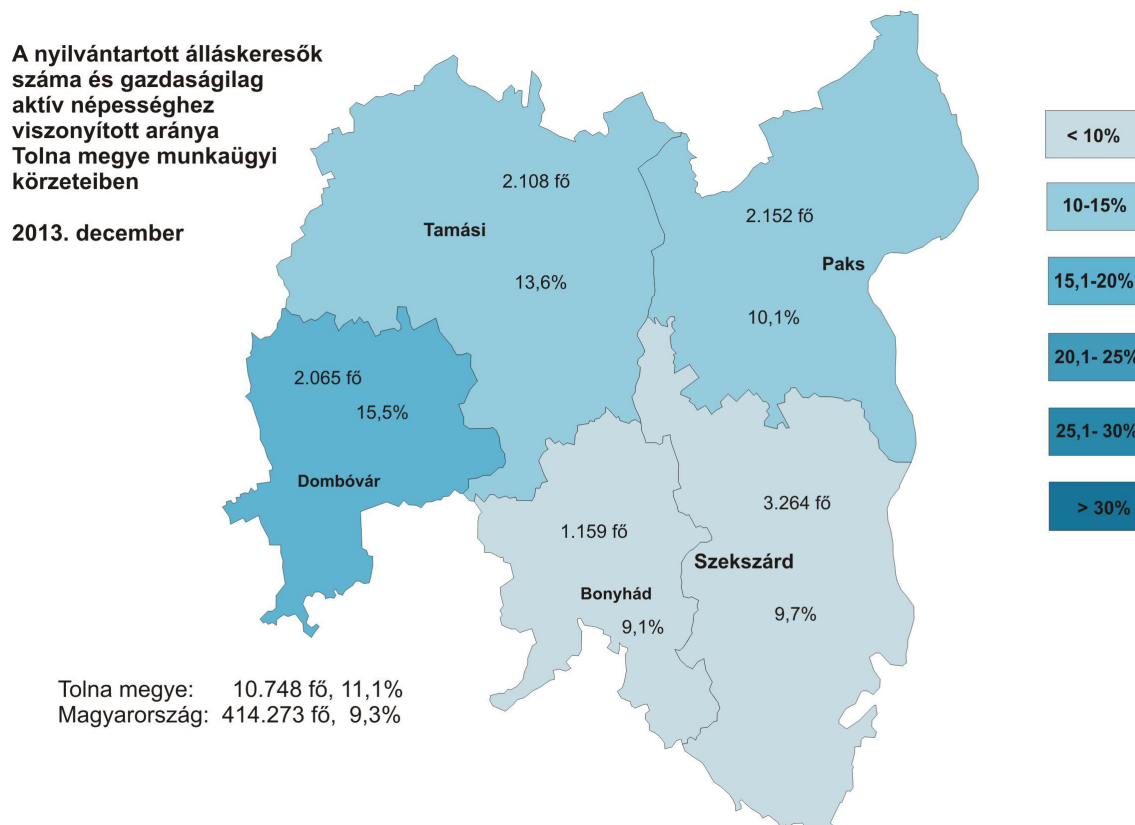 A nyilvántartott álláskeresők
száma és gazdaságilag
aktív népességhez
viszonyított aránya
Tolna megye munkaügyi
körzeteiben
2013. december
2.108 fő
Tamási
13,6%
2.152 fő
Paks
10,1%
2.065 fő
15,5%
Dombóvár
1.159 fő
Bonyhád
9,1%
3.264 fő
Szekszárd
9,7%
Tolna megye: 10.748 fő, 11,1%
Magyarország: 414.273 fő, 9,3%
< 10%
10-15%
15,1-20%
20,1- 25%
25,1- 30%
> 30%